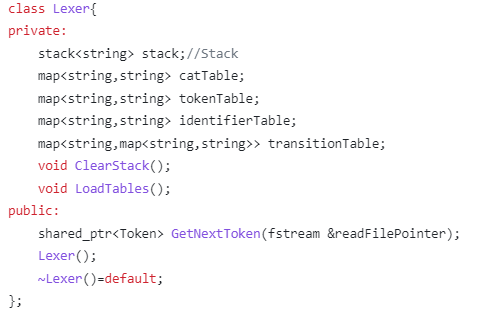 class Lexer{
private:
    stack<string> stack;//Stack
    map<string,string> catTable;
    map<string,string> tokenTable;
    map<string,string> identifierTable;
    map<string,map<string,string>> transitionTable;
    void ClearStack();
    void LoadTables();
public:
    shared_ptr<Token> GetNextToken(fstream &readFilePointer);
    Lexer();
    ~Lexer()=default;
};